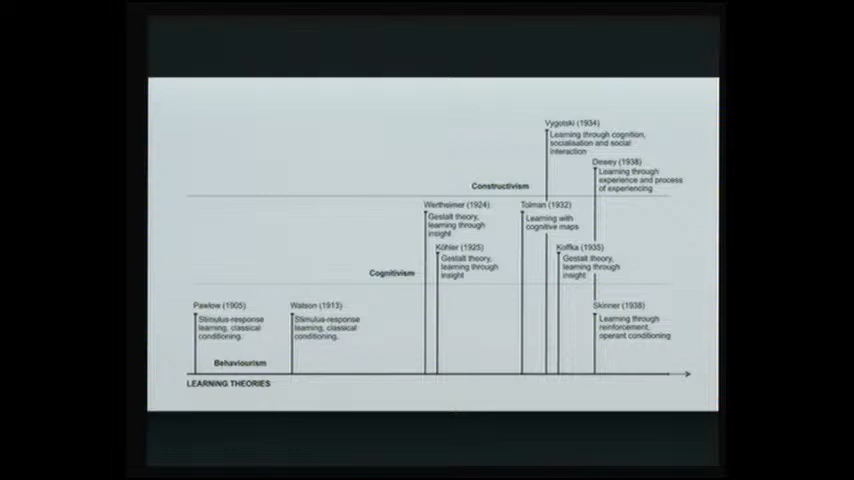 Vygotski (1934)
Learning through cognition,
socialisation and social
interaction
Dewey (1938)
Learning through
experience and process
of experiencing
Constructivism
Wertheimer (1924)
Gestalt theory,
learning through
insight
Tolman (1932)
Learning with
cognitive maps
Köhler (1925)
Gestalt theory,
learning through
insight
Koffka (1935)
Gestalt theory,
learning through
insight
Cognitivism
Pawlow (1905)
Stimulus-response
learning, classical
conditioning.
Watson (1913)
Stimulus-response
learning, classical
conditioning.
Skinner (1938)
Learning through
reinforcement,
operant conditioning
Behaviourism
LEARNING THEORIES